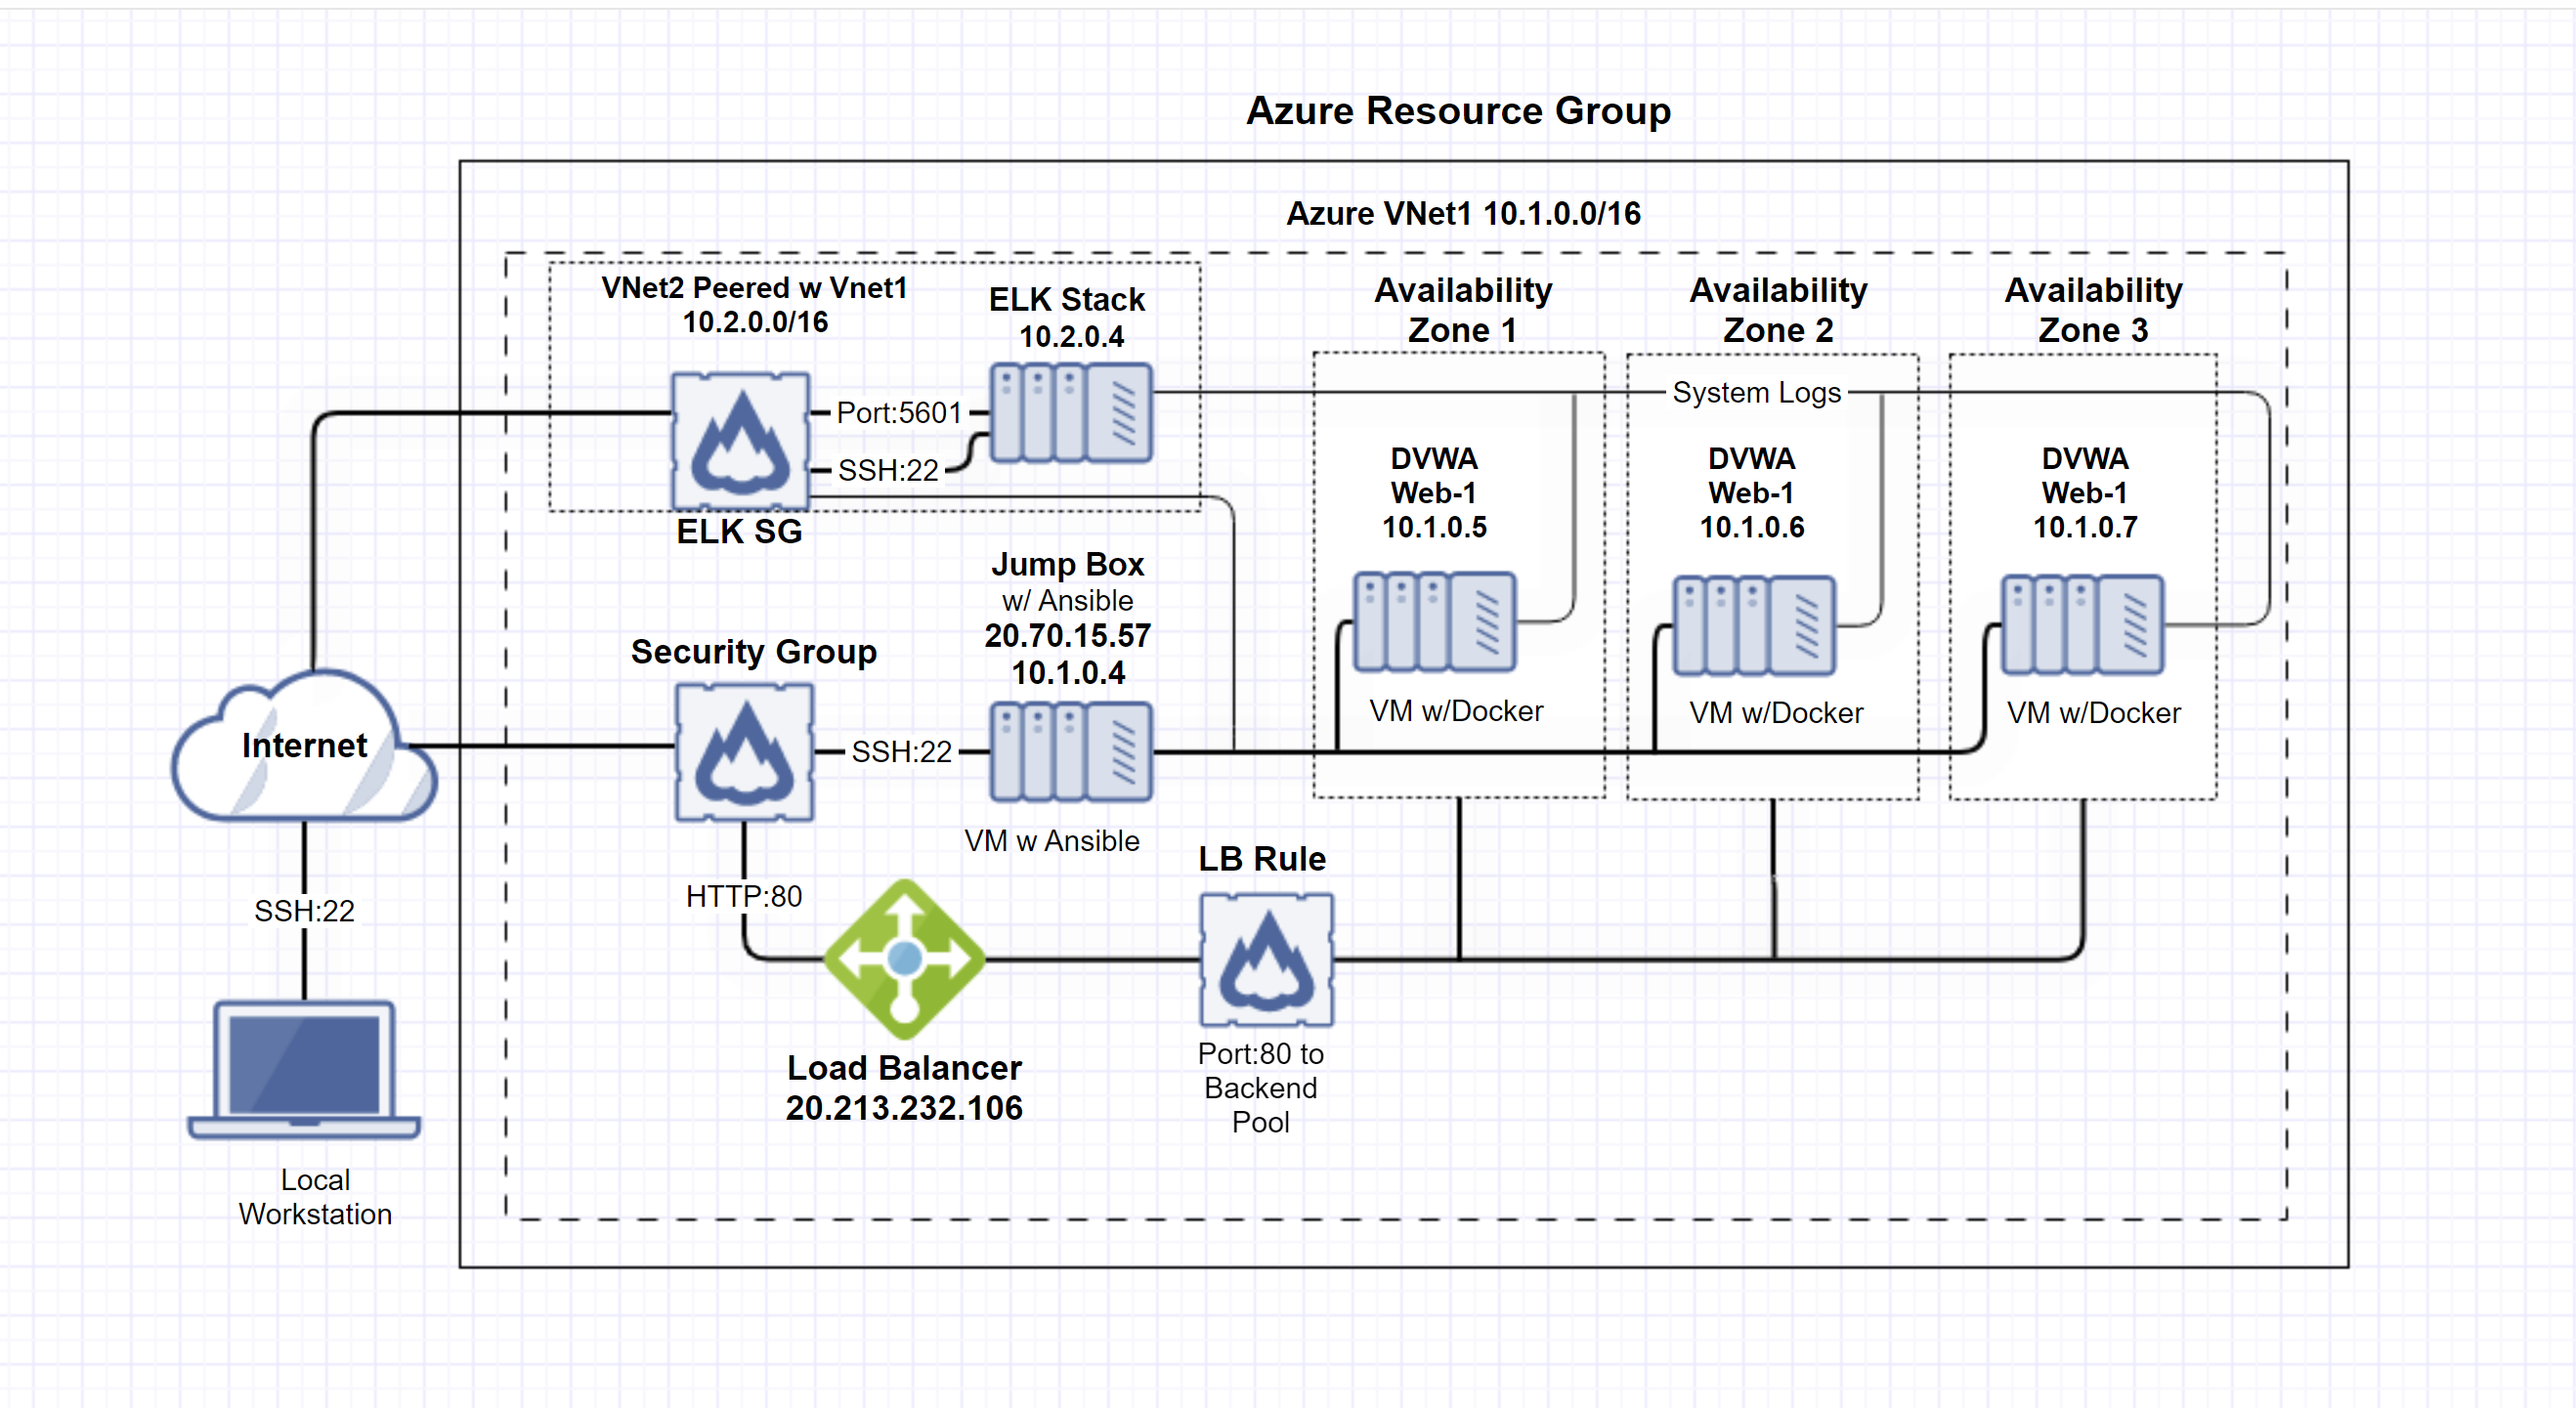 Azure Resource Group
Azure VNet1 10.1.0.0/16
VNet2 Peered w Vnet1
10.2.0.0/16
ELK Stack
10.2.0.4
Port:5601
SSH:22
ELK SG
Availability
Zone 1
Availability
Zone 2
Availability
Zone 3
System Logs
DVWA
Web-1
10.1.0.5
VM w/Docker
DVWA
Web-1
10.1.0.6
VM w/Docker
DVWA
Web-1
10.1.0.7
VM w/Docker
Jump Box
w/ Ansible
20.70.15.57
10.1.0.4
Security Group
SSH:22
VM w Ansible
Internet
SSH:22
Local
Workstation
HTTP:80
Load Balancer
20.213.232.106
LB Rule
Port:80 to
Backend
Pool